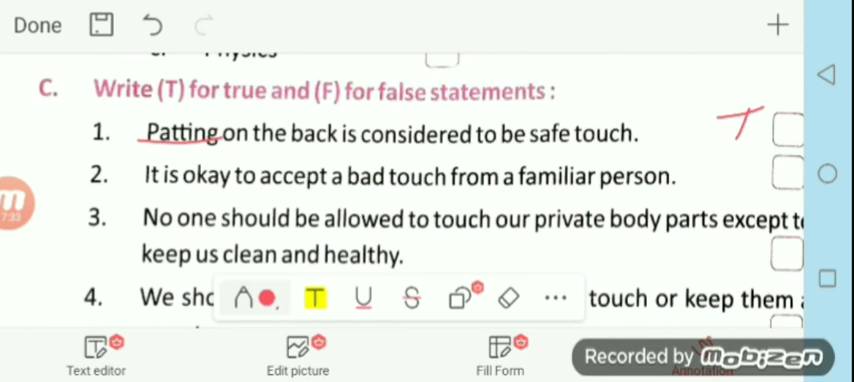 Done
Physics
C. Write (T) for true and (F) for false statements :
1. Patting on the back is considered to be safe touch. T
2. It is okay to accept a bad touch from a familiar person.
3. No one should be allowed to touch our private body parts except
keep us clean and healthy.
4. We touch or keep them
T U S
m
7:33
Text editor
Edit picture
Fill Form
Annotation
Recorded by Mobizen